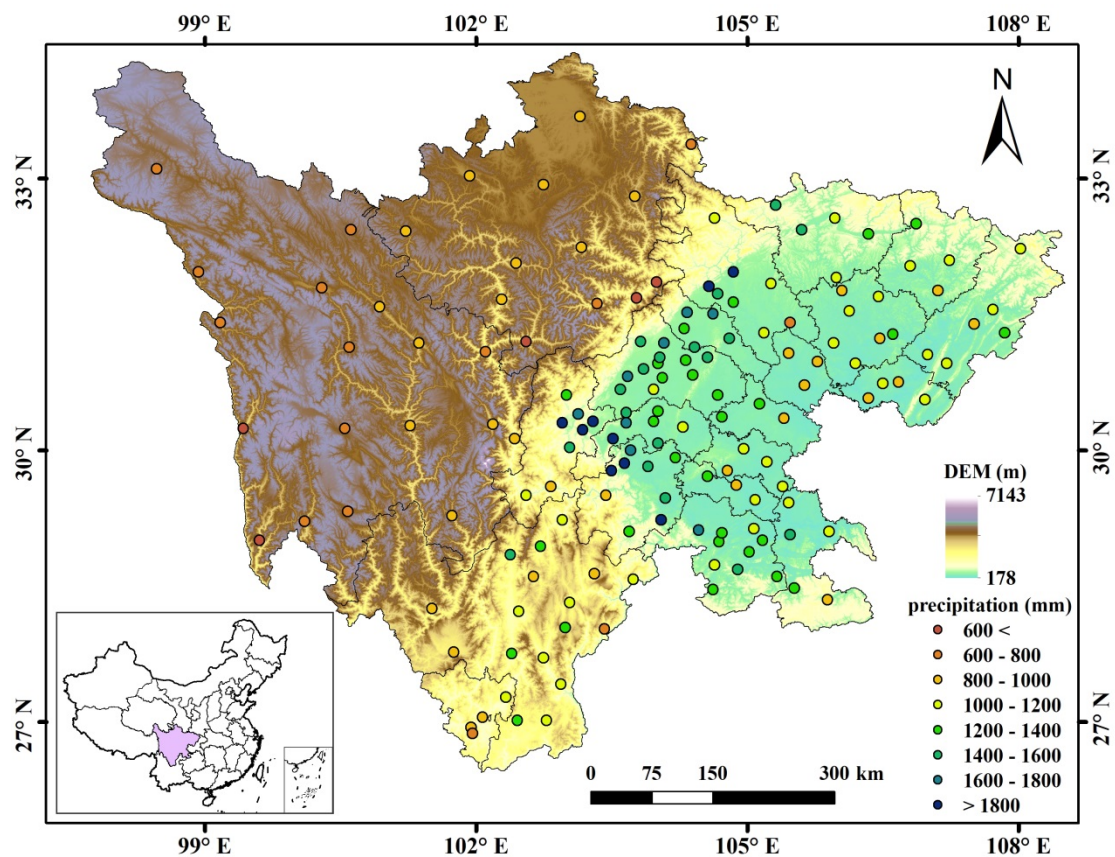 99° E 102° E 105° E 108° E
N
33° N 33° N
30° N 30° N
DEM (m)
7143
178
precipitation (mm)
600 <
600 - 800
800 - 1000
1000 - 1200
1200 - 1400
1400 - 1600
1600 - 1800
> 1800
27° N 27° N
0 75 150 300 km
99° E 102° E 105° E 108° E